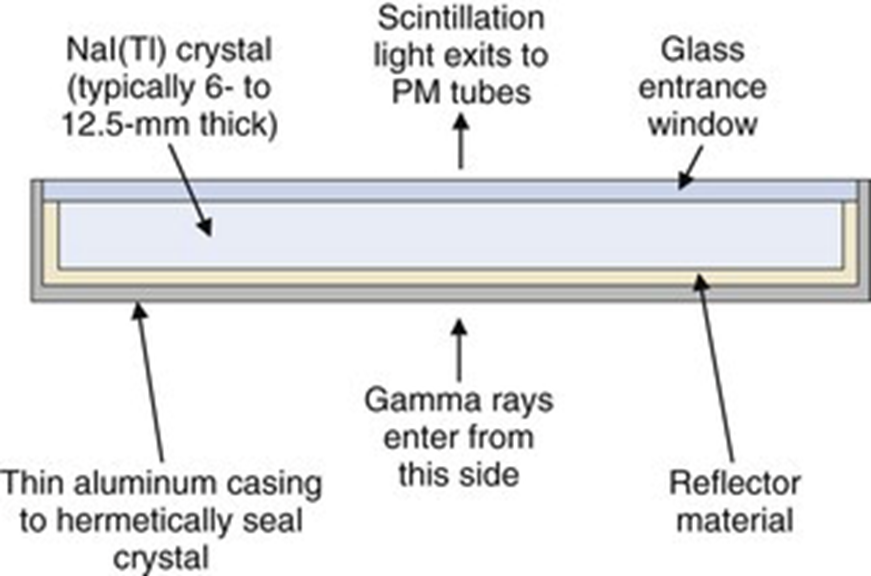 NaI(Tl) crystal
(typically 6- to
12.5-mm thick)
Scintillation
light exits to
PM tubes
Glass
entrance
window
Thin aluminum casing
to hermetically seal
crystal
Gamma rays
enter from
this side
Reflector
material